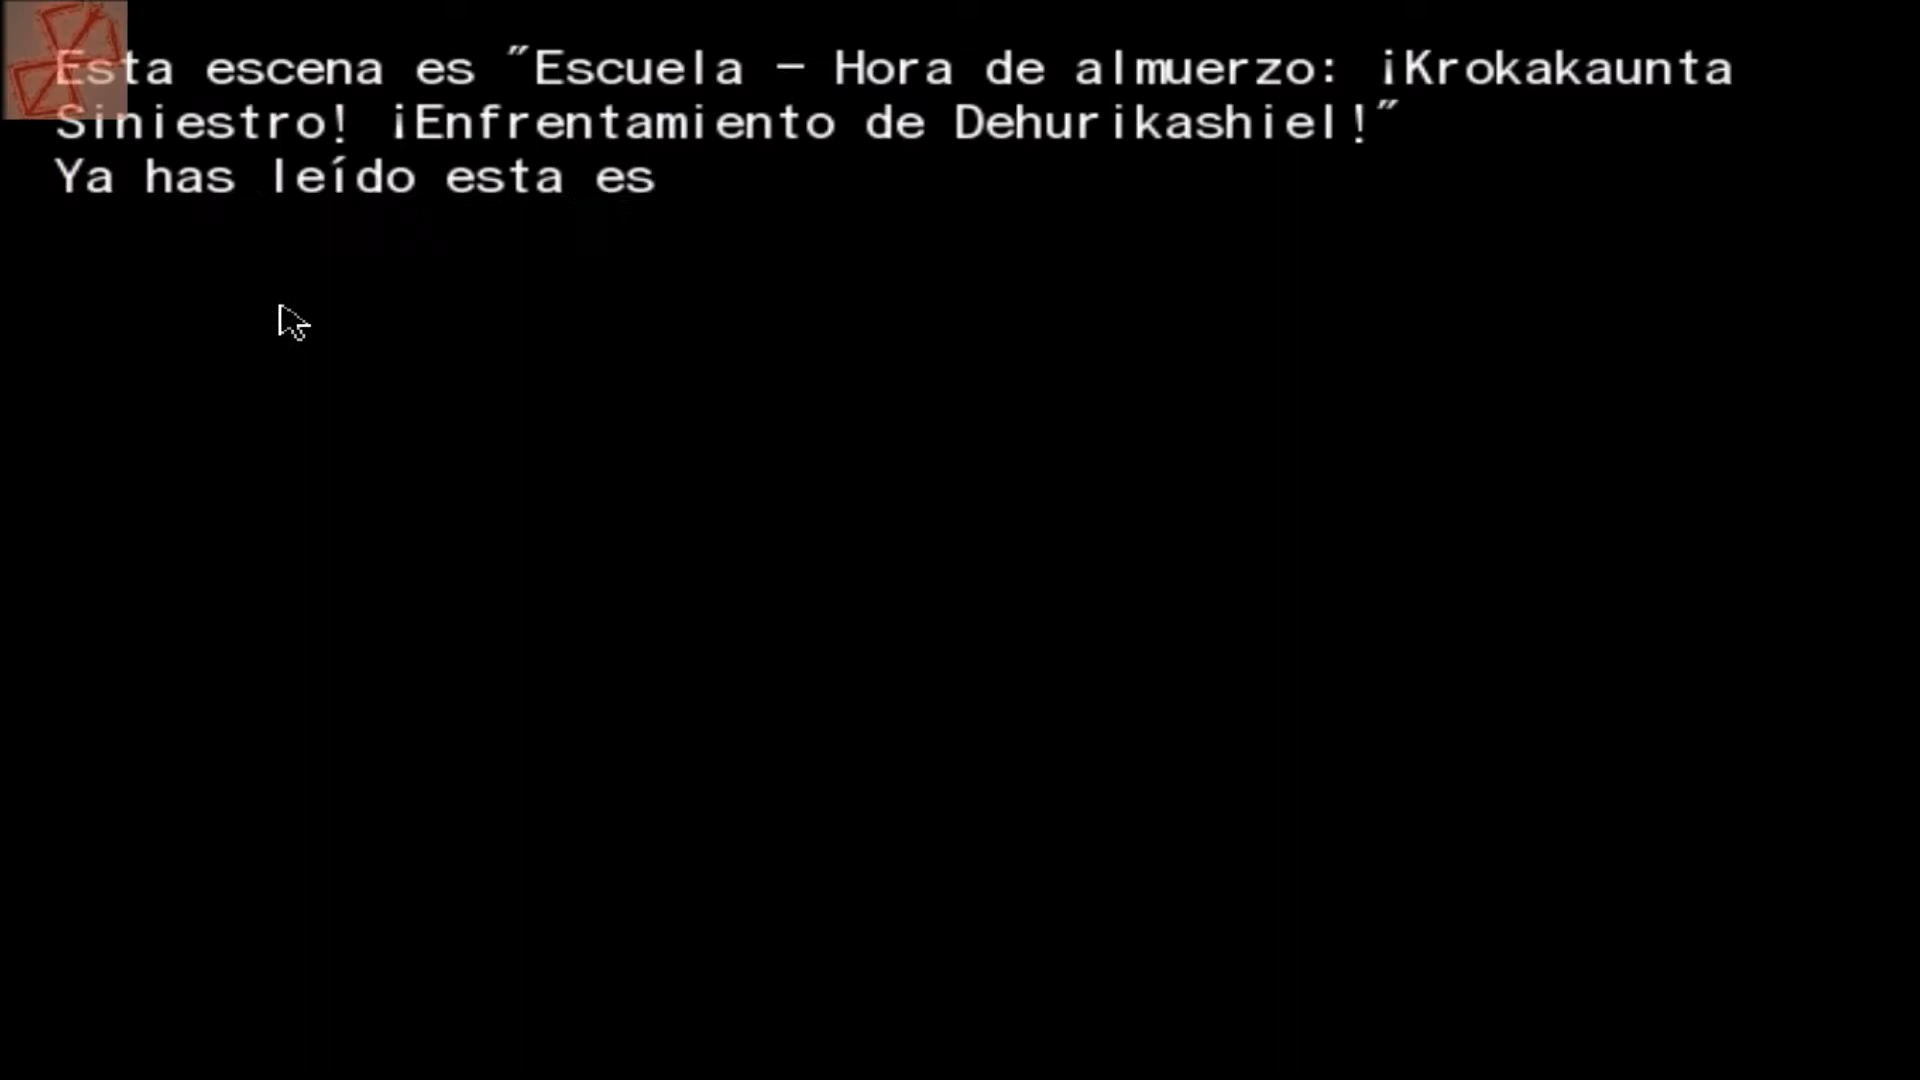 Esta escena es "Escuela – Hora de almuerzo: ¡Krokakaunta
Siniestro! ¡Enfrentamiento de Dehurikashiel!"
Ya has leído esta es